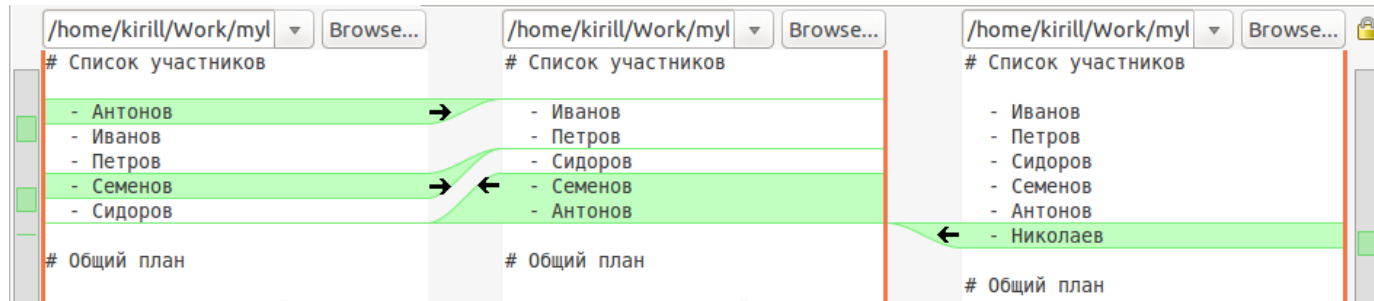 /home/kirill/Work/myl Browse...
# Список участников
- Антонов
- Иванов
- Петров
- Семенов
- Сидоров
# Общий план
/home/kirill/Work/myl Browse...
# Список участников
- Иванов
- Петров
- Сидоров
- Семенов
- Антонов
# Общий план
/home/kirill/Work/myl Browse...
# Список участников
- Иванов
- Петров
- Сидоров
- Семенов
- Антонов
- Николаев
# Общий план